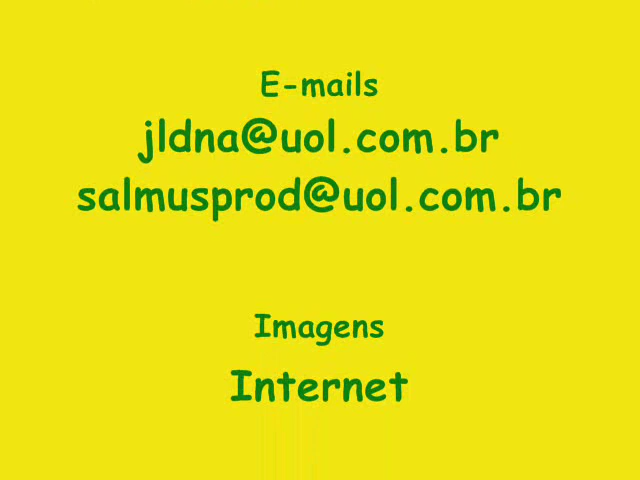 E-mails
jldna@uol.com.br
salmusprod@uol.com.br
Imagens
Internet